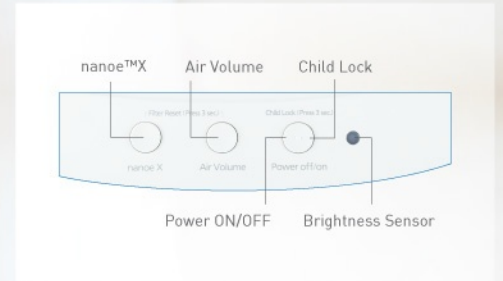 nanoe™X Air Volume Child Lock
Filter Reset (Press 3 sec.) Child Lock (Press 3 sec.)
nanoe X Air Volume Power off/on
Power ON/OFF Brightness Sensor